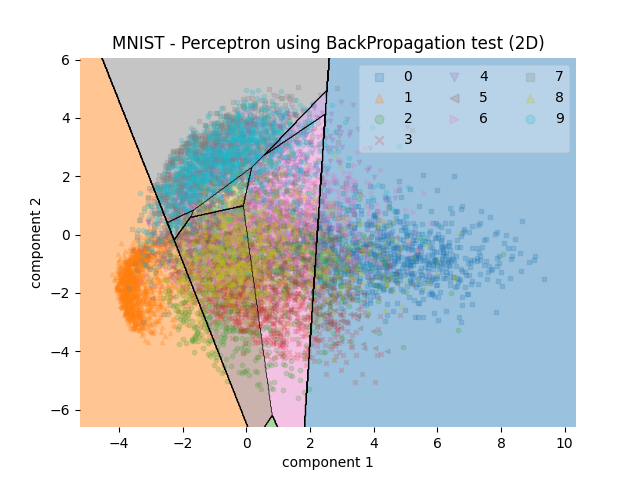 MNIST - Perceptron using BackPropagation test (2D)
0 4 7
1 5 8
2 6 9
3
6
4
2
0
−2
−4
−6
component 2
−4 −2 0 2 4 6 8 10
component 1